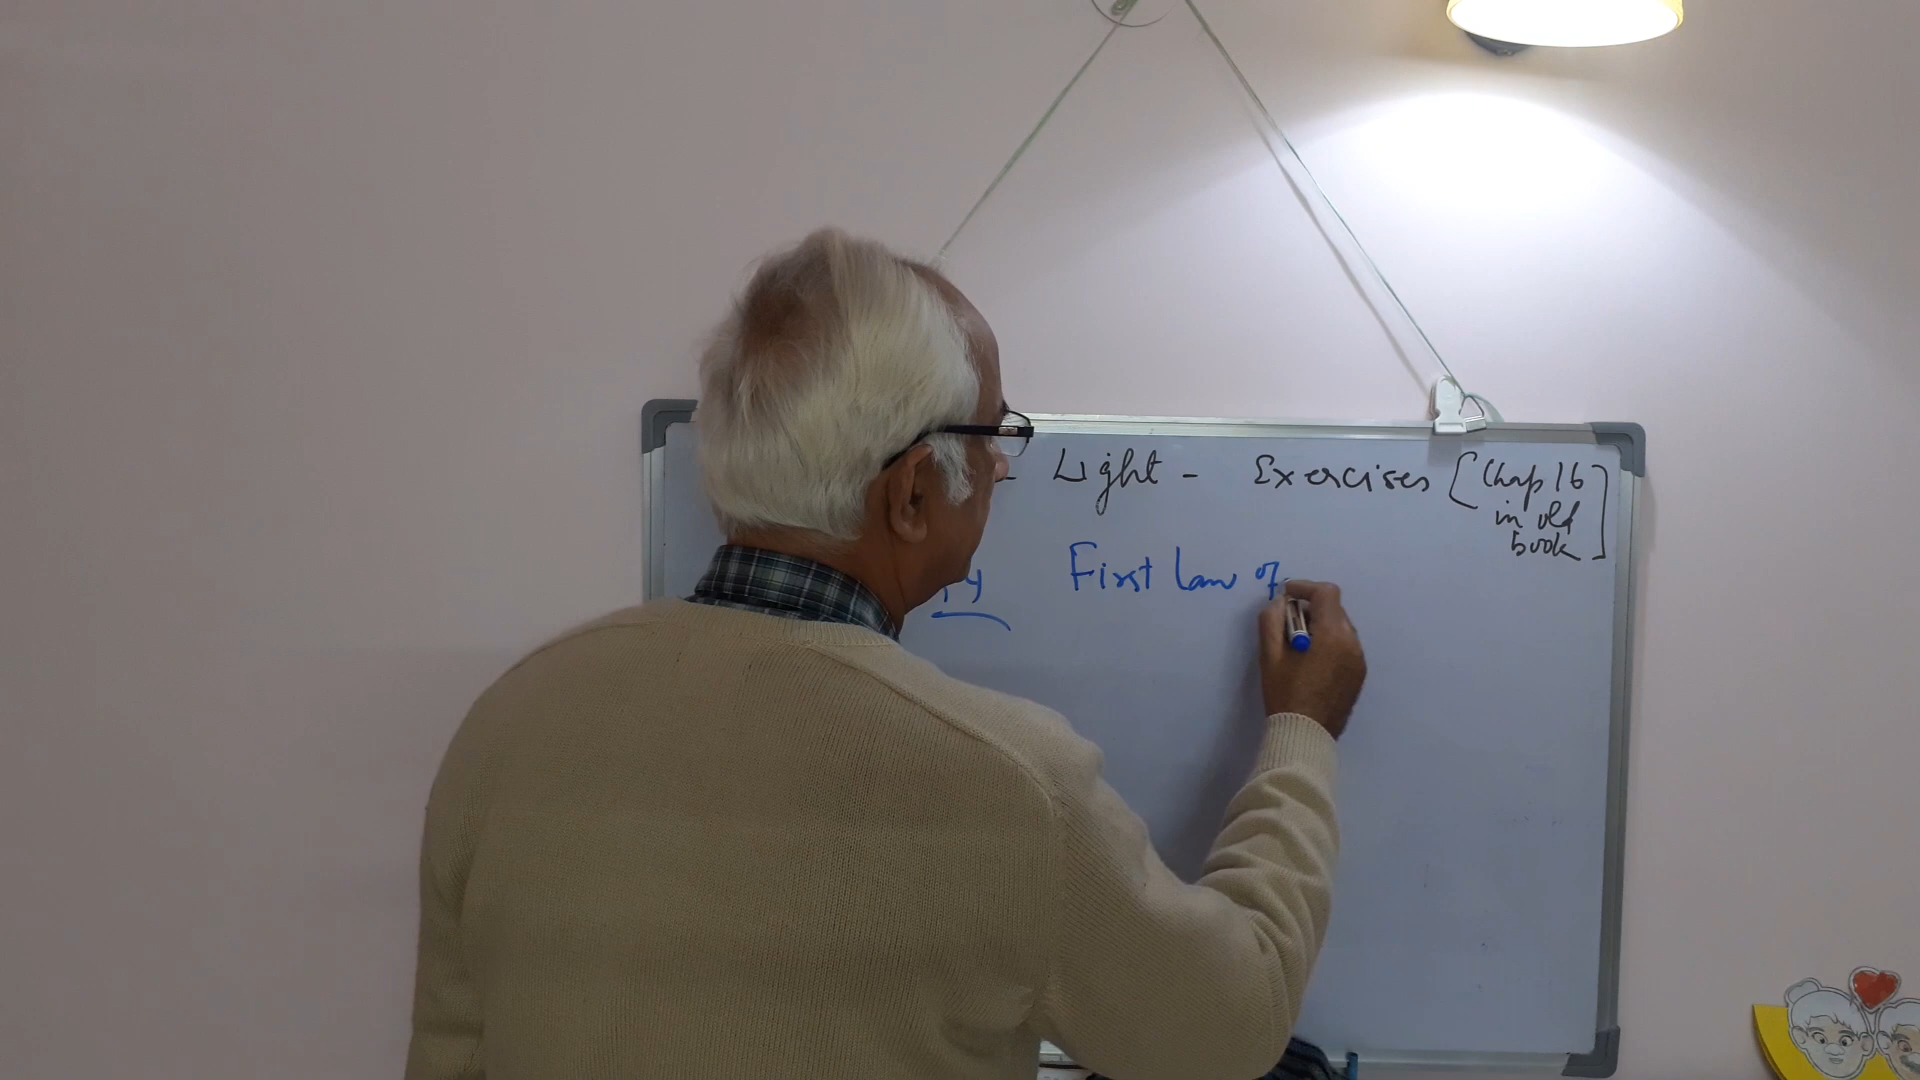 - Light - Exercises [Chap 16
in old
book]
First Law of